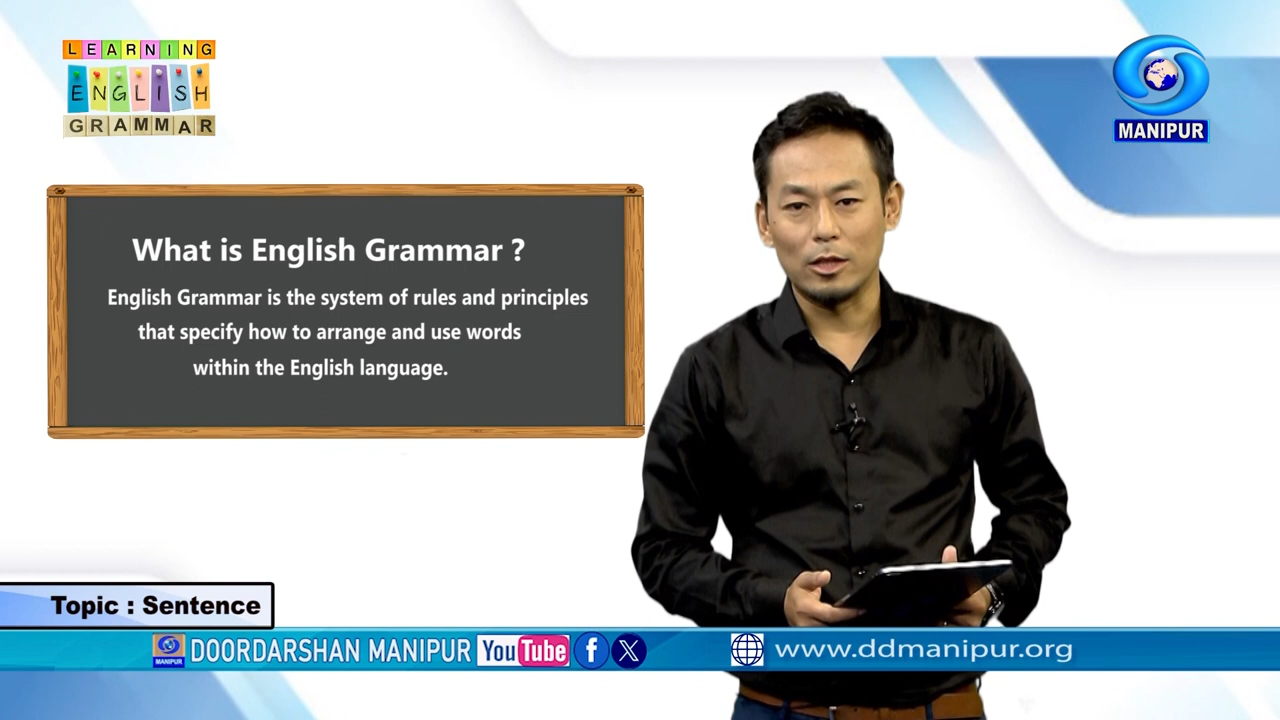 LEARNING
ENGLISH
GRAMMAR
MANIPUR
What is English Grammar ?
English Grammar is the system of rules and principles
that specify how to arrange and use words
within the English language.
Topic : Sentence
MANIPUR
DOORDARSHAN MANIPUR YouTube f X www.ddmanipur.org